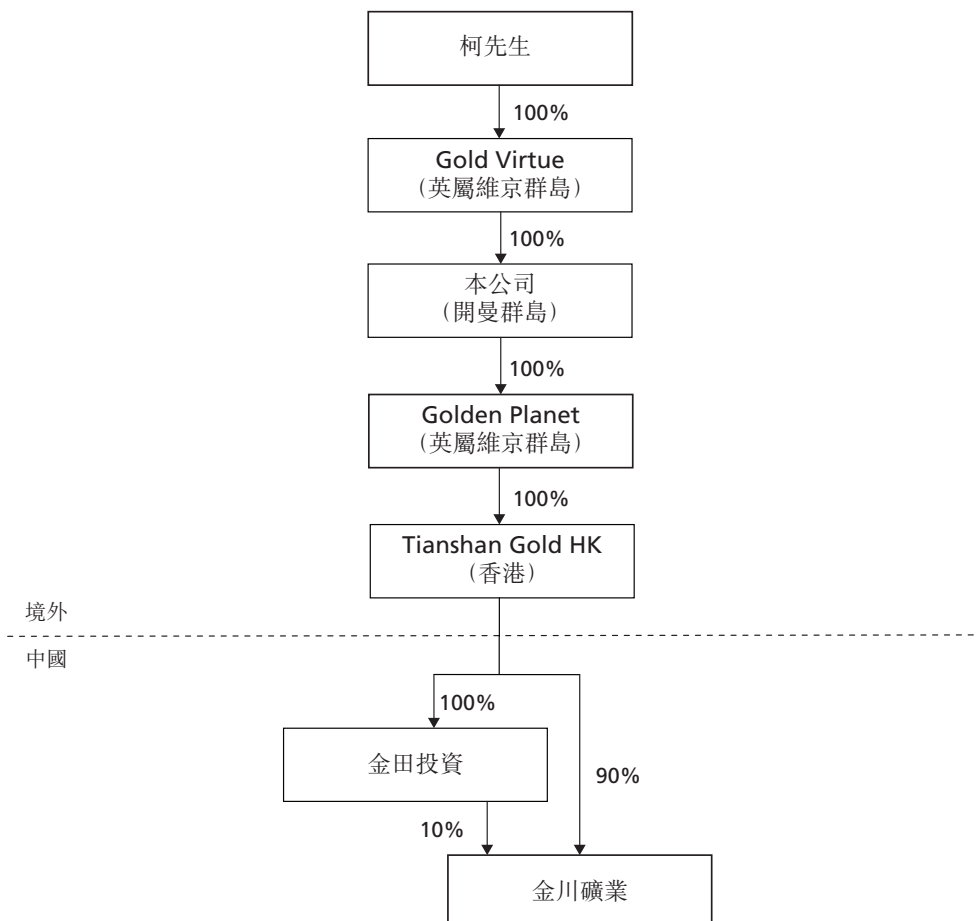 柯先生
100%
Gold Virtue
（英屬維京群島）
100%
本公司
（開曼群島）
100%
Golden Planet
（英屬維京群島）
100%
Tianshan Gold HK
（香港）
境外
中國
100%
金田投資
90%
10%
金川礦業